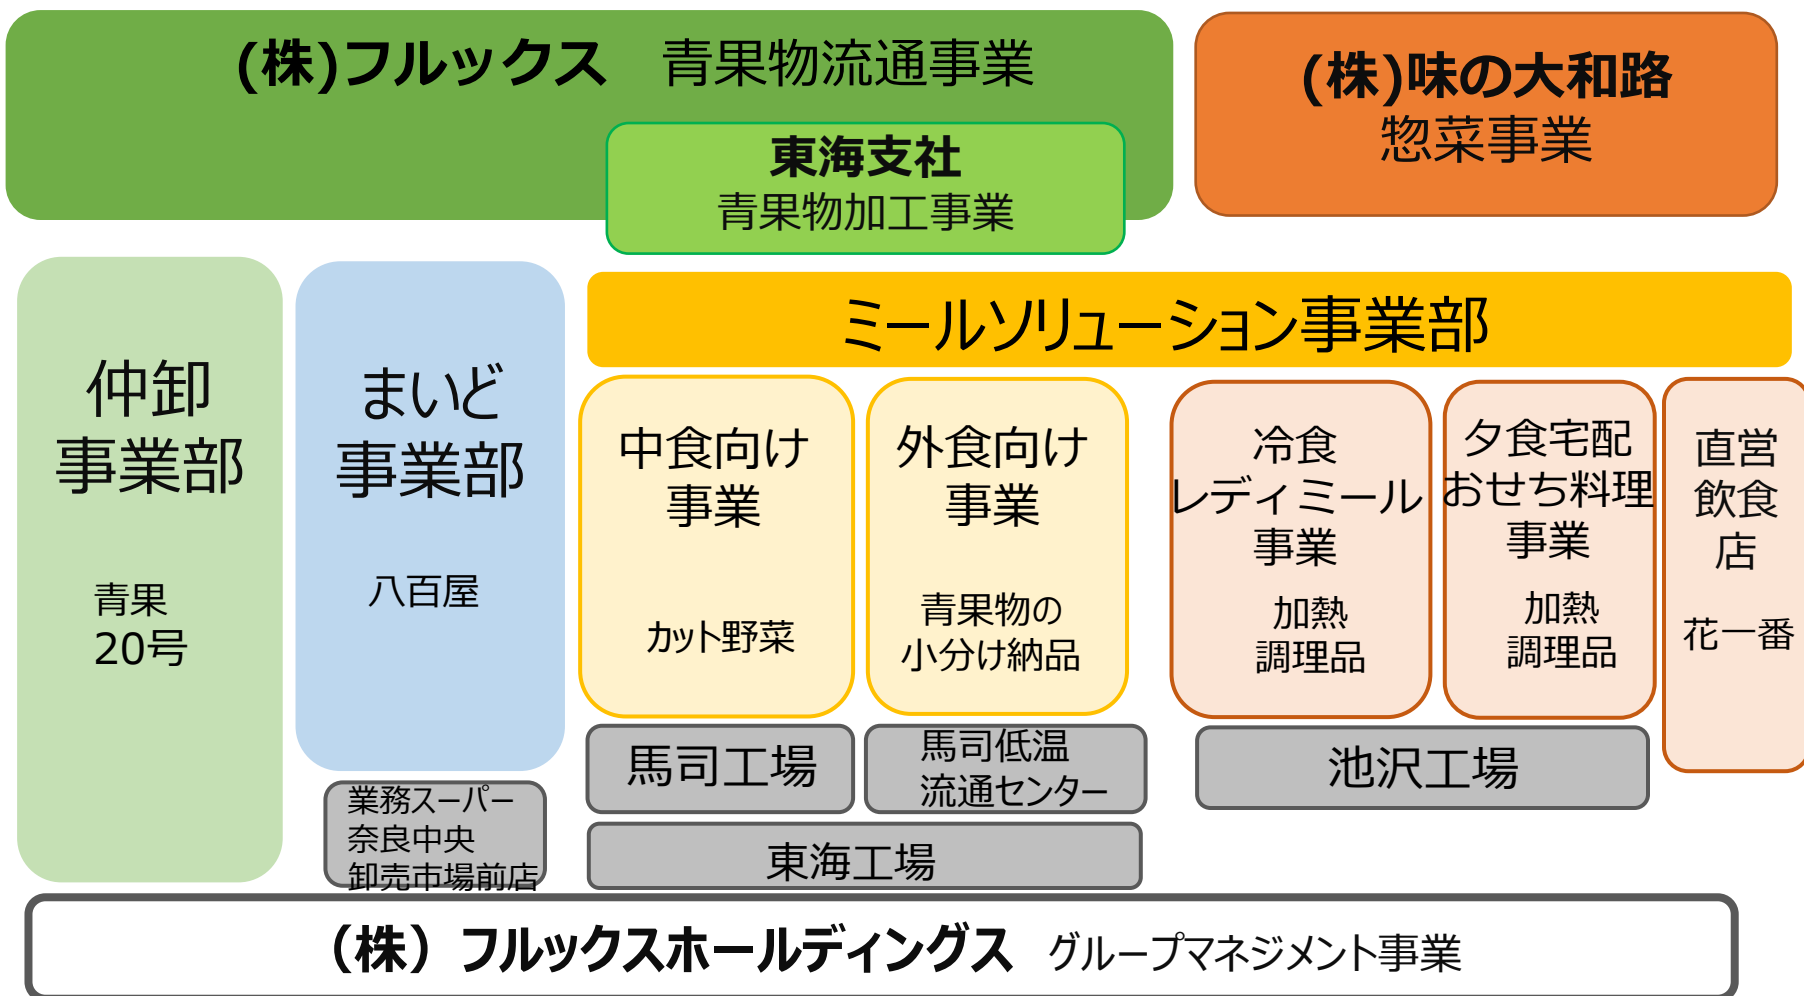 (株)フルックス 青果物流通事業
東海支社
青果物加工事業
(株)味の大和路
惣菜事業
仲卸
事業部
青果
20号
まいど
事業部
八百屋
業務スーパー
奈良中央
卸売市場前店
ミールソリューション事業部
中食向け
事業
カット野菜
外食向け
事業
青果物の
小分け納品
冷食
レディミール
事業
加熱
調理品
夕食宅配
おせち料理
事業
加熱
調理品
直営
飲食
店
花一番
馬司工場
馬司低温
流通センター
池沢工場
東海工場
（株）フルックスホールディングス グループマネジメント事業